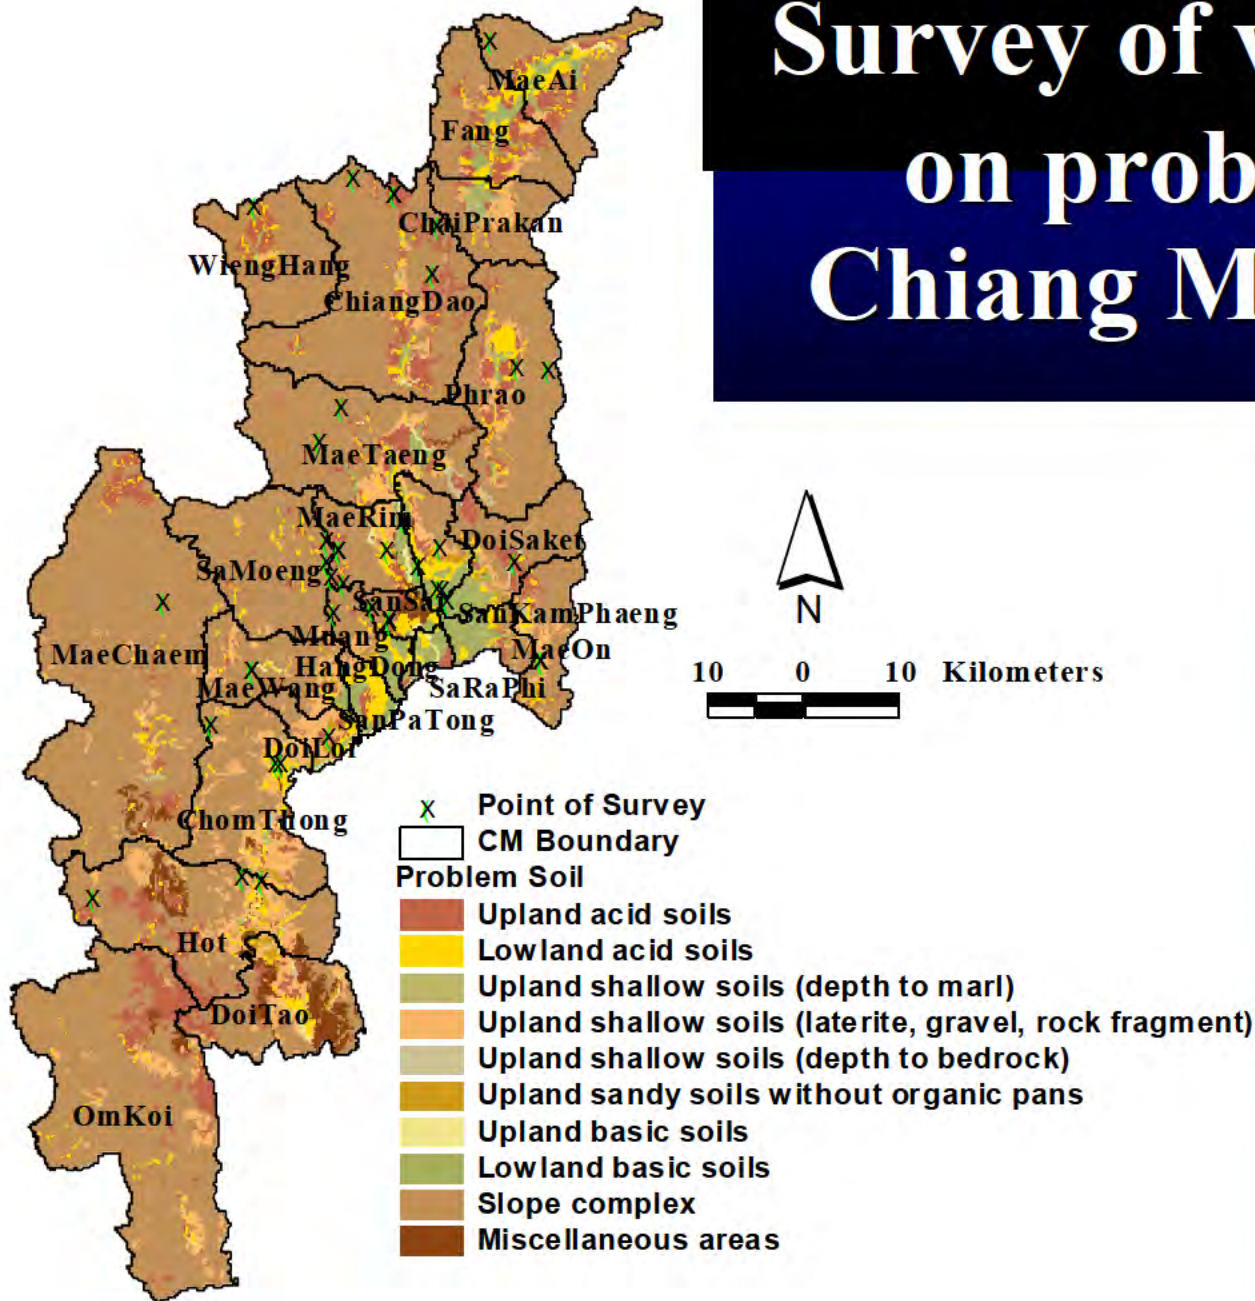 Survey of
on prob
Chiang M
MaeAi
Fang
ChaiPrakan
WiengHang
ChiangDao
Phrao
MaeTaeng
MaeRim
DoiSaket
SaMoeng
SanSai
SanKamPhaeng
Muang
MaeOn
MaeChaem
HangDong
MaeWang
SaRaPhi
SanPaTong
DoiLoi
ChomThong
Hot
DoiTao
OmKoi
N
10 0 10 Kilometers
X Point of Survey
CM Boundary
Problem Soil
Upland acid soils
Lowland acid soils
Upland shallow soils (depth to marl)
Upland shallow soils (laterite, gravel, rock fragment)
Upland shallow soils (depth to bedrock)
Upland sandy soils without organic pans
Upland basic soils
Lowland basic soils
Slope complex
Miscellaneous areas